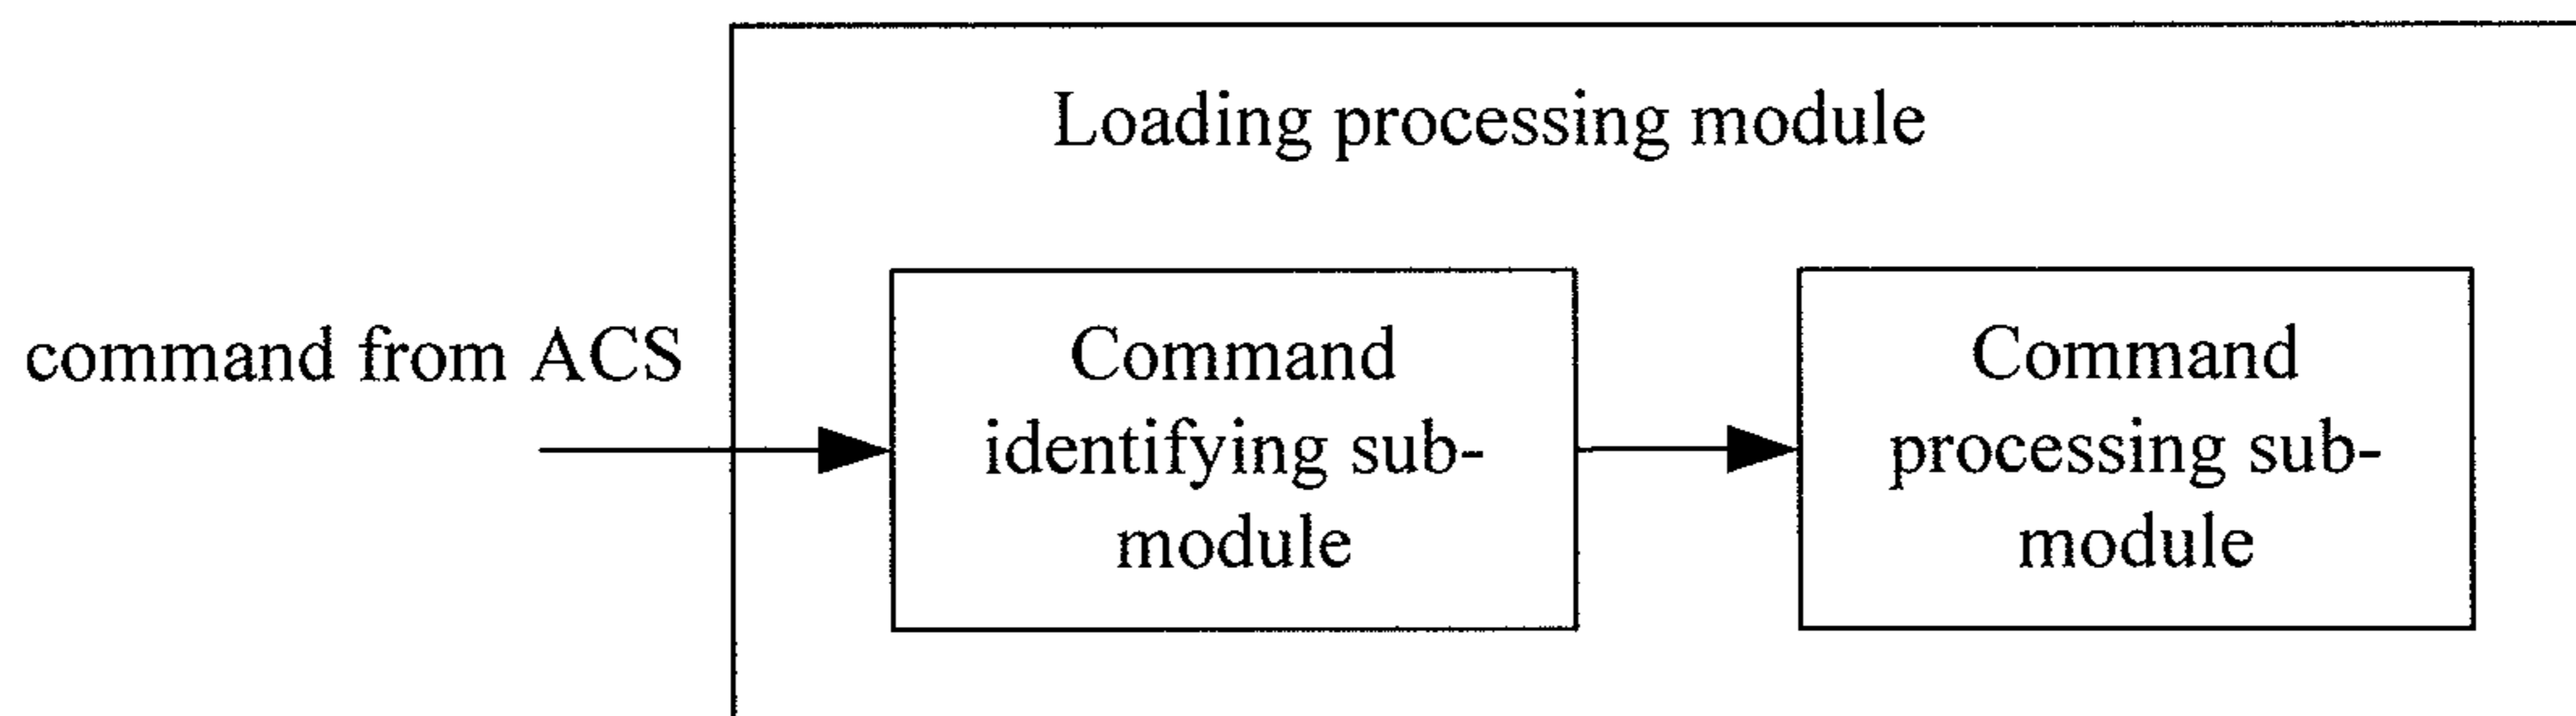 Loading processing module
command from ACS
Command
identifying sub-
module
Command
processing sub-
module